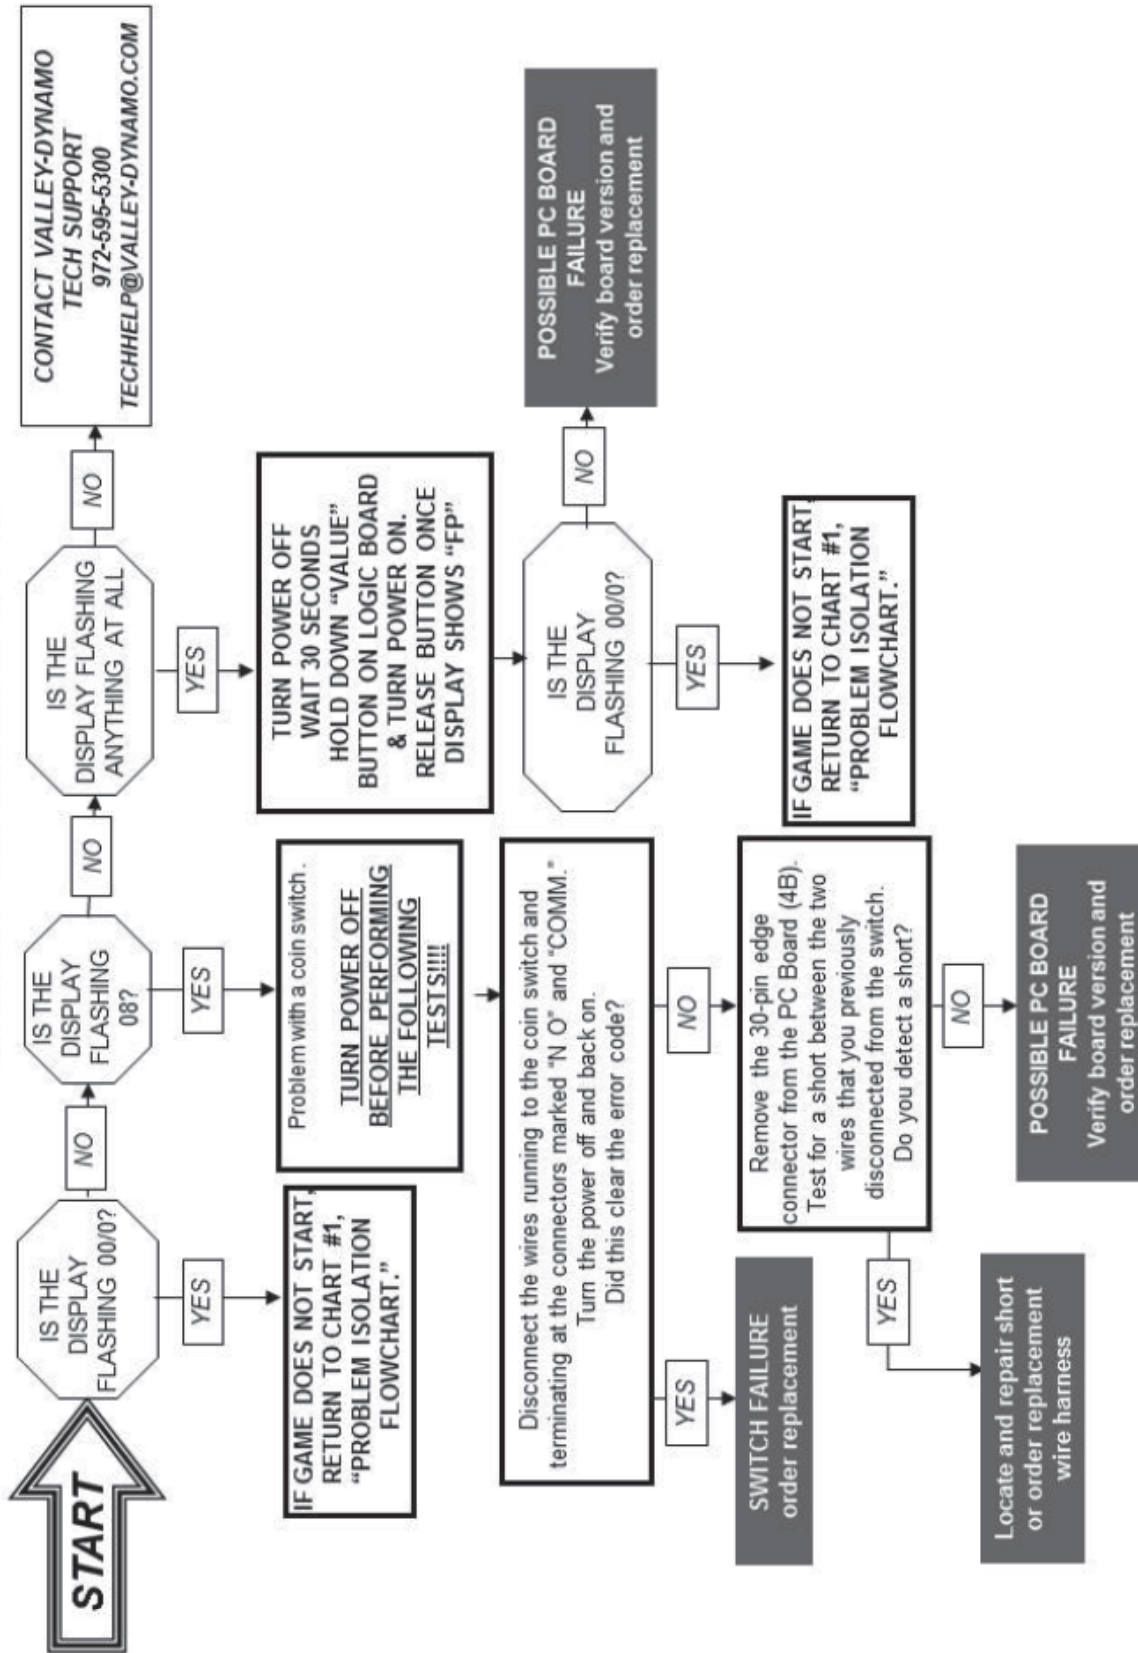 START
IS THE
DISPLAY
FLASHING 00/0?
NO
IS THE
DISPLAY
FLASHING
08?
NO
IS THE
DISPLAY FLASHING
ANYTHING AT ALL
NO
CONTACT VALLEY-DYNAMO
TECH SUPPORT
972-595-5300
TECHHELP@VALLEY-DYNAMO.COM
YES
YES
YES
IF GAME DOES NOT START,
RETURN TO CHART #1,
“PROBLEM ISOLATION
FLOWCHART.”
Problem with a coin switch.
TURN POWER OFF
BEFORE PERFORMING
THE FOLLOWING
TESTS!!!!
TURN POWER OFF
WAIT 30 SECONDS
HOLD DOWN “VALUE”
BUTTON ON LOGIC BOARD
& TURN POWER ON.
RELEASE BUTTON ONCE
DISPLAY SHOWS “FP”
Disconnect the wires running to the coin switch and
terminating at the connectors marked “N O” and “COMM.”
Turn the power off and back on.
Did this clear the error code?
IS THE
DISPLAY
FLASHING 00/0?
NO
POSSIBLE PC BOARD
FAILURE
Verify board version and
order replacement
YES
NO
YES
SWITCH FAILURE
order replacement
Remove the 30-pin edge
connector from the PC Board (4B).
Test for a short between the two
wires that you previously
disconnected from the switch.
Do you detect a short?
IF GAME DOES NOT START,
RETURN TO CHART #1,
“PROBLEM ISOLATION
FLOWCHART.”
YES
NO
Locate and repair short
or order replacement
wire harness
POSSIBLE PC BOARD
FAILURE
Verify board version and
order replacement